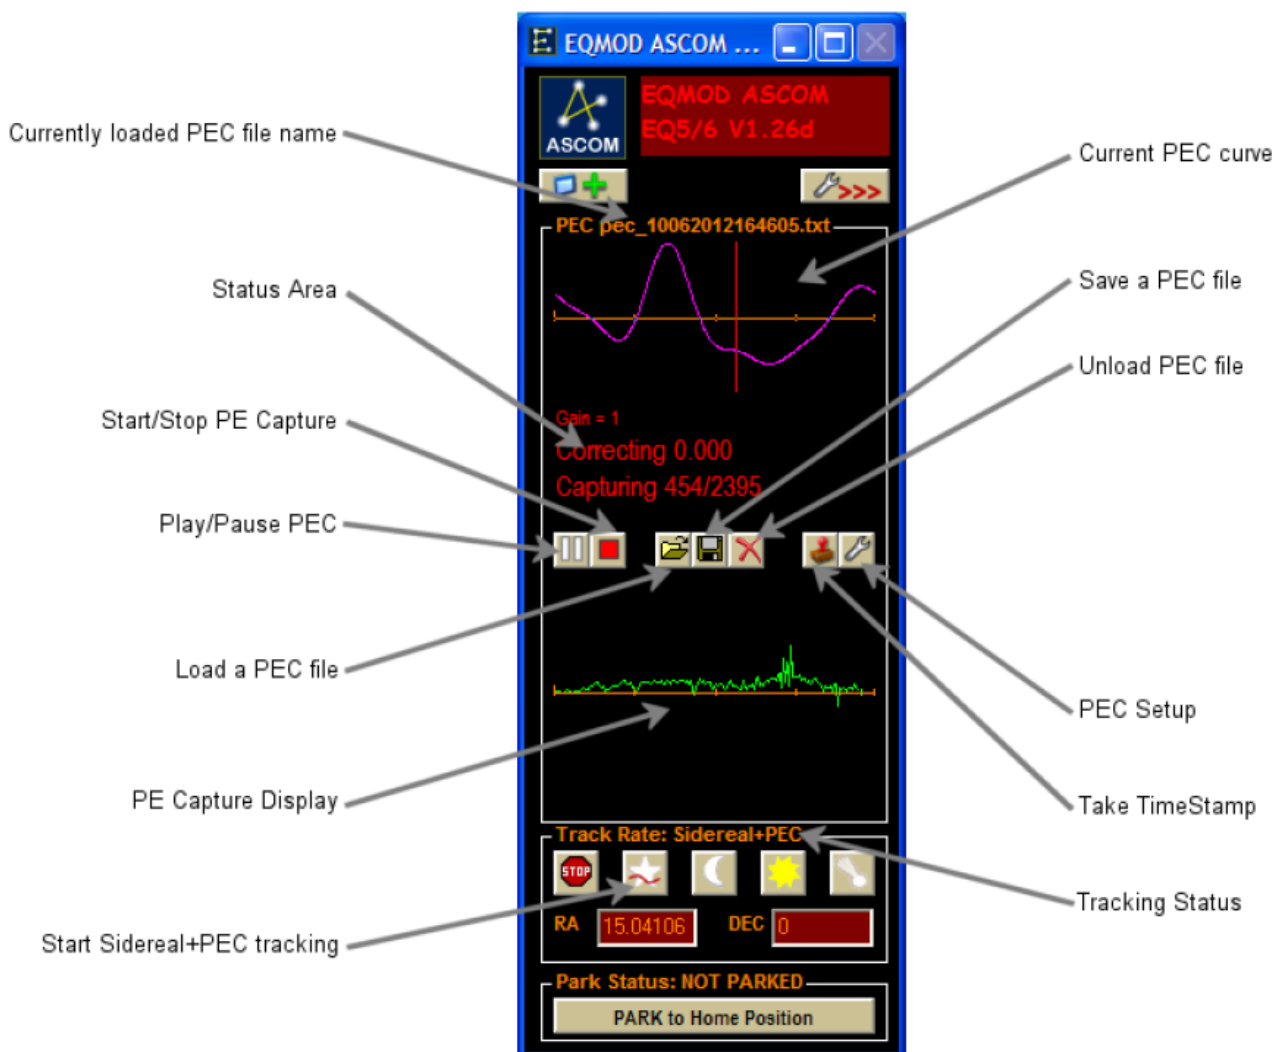 EQMOD ASCOM ...
EQMOD ASCOM
EQ5/6 V1.26d
ASCOM
>>>
Currently loaded PEC file name
Current PEC curve
PEC pec_10062012164605.txt
Status Area
Save a PEC file
Unload PEC file
Start/Stop PE Capture
Gain = 1
Correcting 0.000
Capturing 454/2395
Play/Pause PEC
Load a PEC file
PEC Setup
PE Capture Display
Take TimeStamp
Track Rate: Sidereal+PEC
STOP
Tracking Status
RA 15.04106 DEC 0
Start Sidereal+PEC tracking
Park Status: NOT PARKED
PARK to Home Position